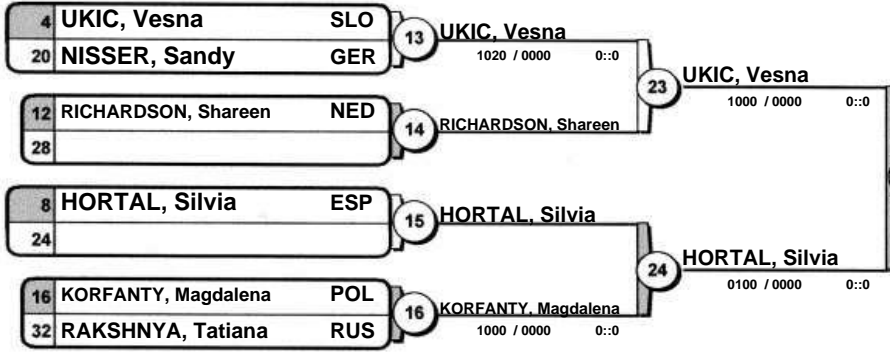 4 UKIC, Vesna SLO
20 NISSER, Sandy GER
13
UKIC, Vesna
1020 / 0000 0::0
12 RICHARDSON, Shareen NED
28
14
RICHARDSON, Shareen
23
UKIC, Vesna
1000 / 0000 0::0
8 HORTAL, Silvia ESP
24
15
HORTAL, Silvia
16 KORFANTY, Magdalena POL
32 RAKSHNYA, Tatiana RUS
16
KORFANTY, Magdalena
1000 / 0000 0::0
24
HORTAL, Silvia
0100 / 0000 0::0